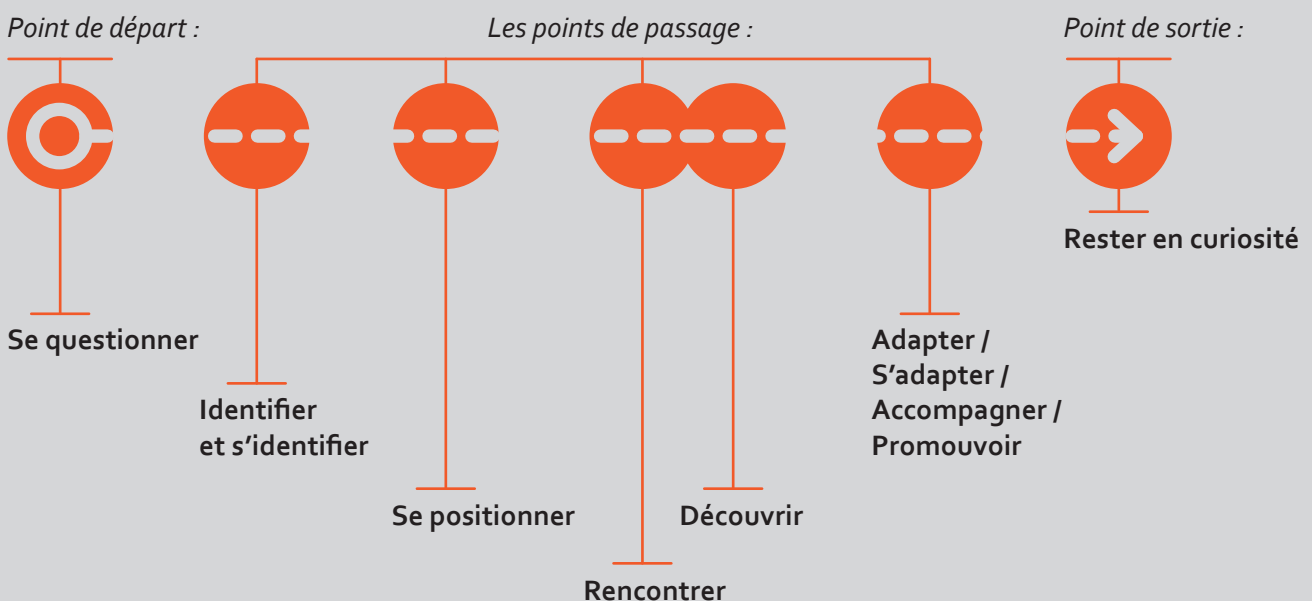 Point de départ :
Les points de passage :
Point de sortie :
Rester en curiosité
Se questionner
Adapter /
S’adapter /
Accompagner /
Promouvoir
Identifier
et s’identifier
Se positionner
Découvrir
Rencontrer